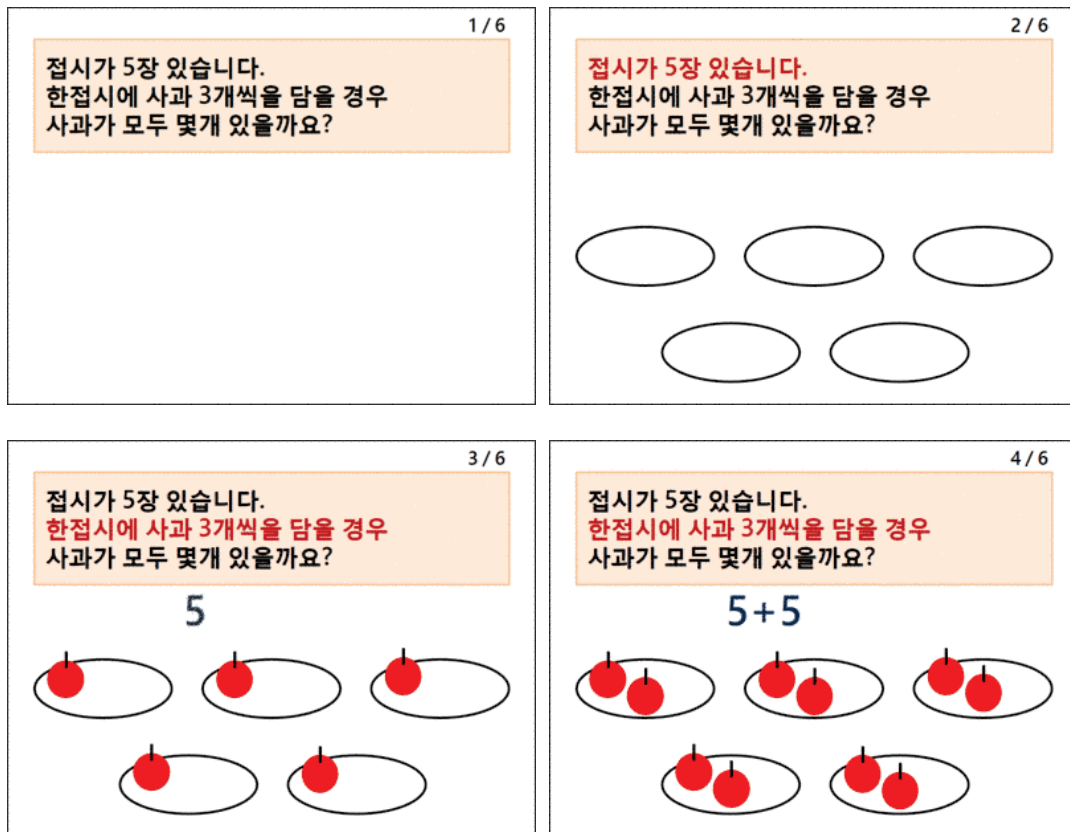 1 / 6
접시가 5장 있습니다.
한접시에 사과 3개씩을 담을 경우
사과가 모두 몇개 있을까요?
2 / 6
접시가 5장 있습니다.
한접시에 사과 3개씩을 담을 경우
사과가 모두 몇개 있을까요?
3 / 6
접시가 5장 있습니다.
한접시에 사과 3개씩을 담을 경우
사과가 모두 몇개 있을까요?
5
4 / 6
접시가 5장 있습니다.
한접시에 사과 3개씩을 담을 경우
사과가 모두 몇개 있을까요?
5+5